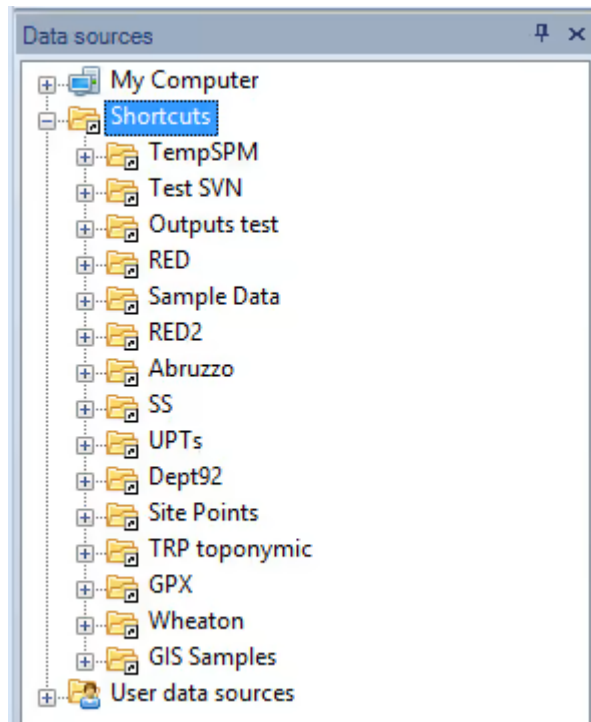 Data sources
My Computer
Shortcuts
TempSPM
Test SVN
Outputs test
RED
Sample Data
RED2
Abruzzo
SS
UPTs
Dept92
Site Points
TRP toponymic
GPX
Wheaton
GIS Samples
User data sources